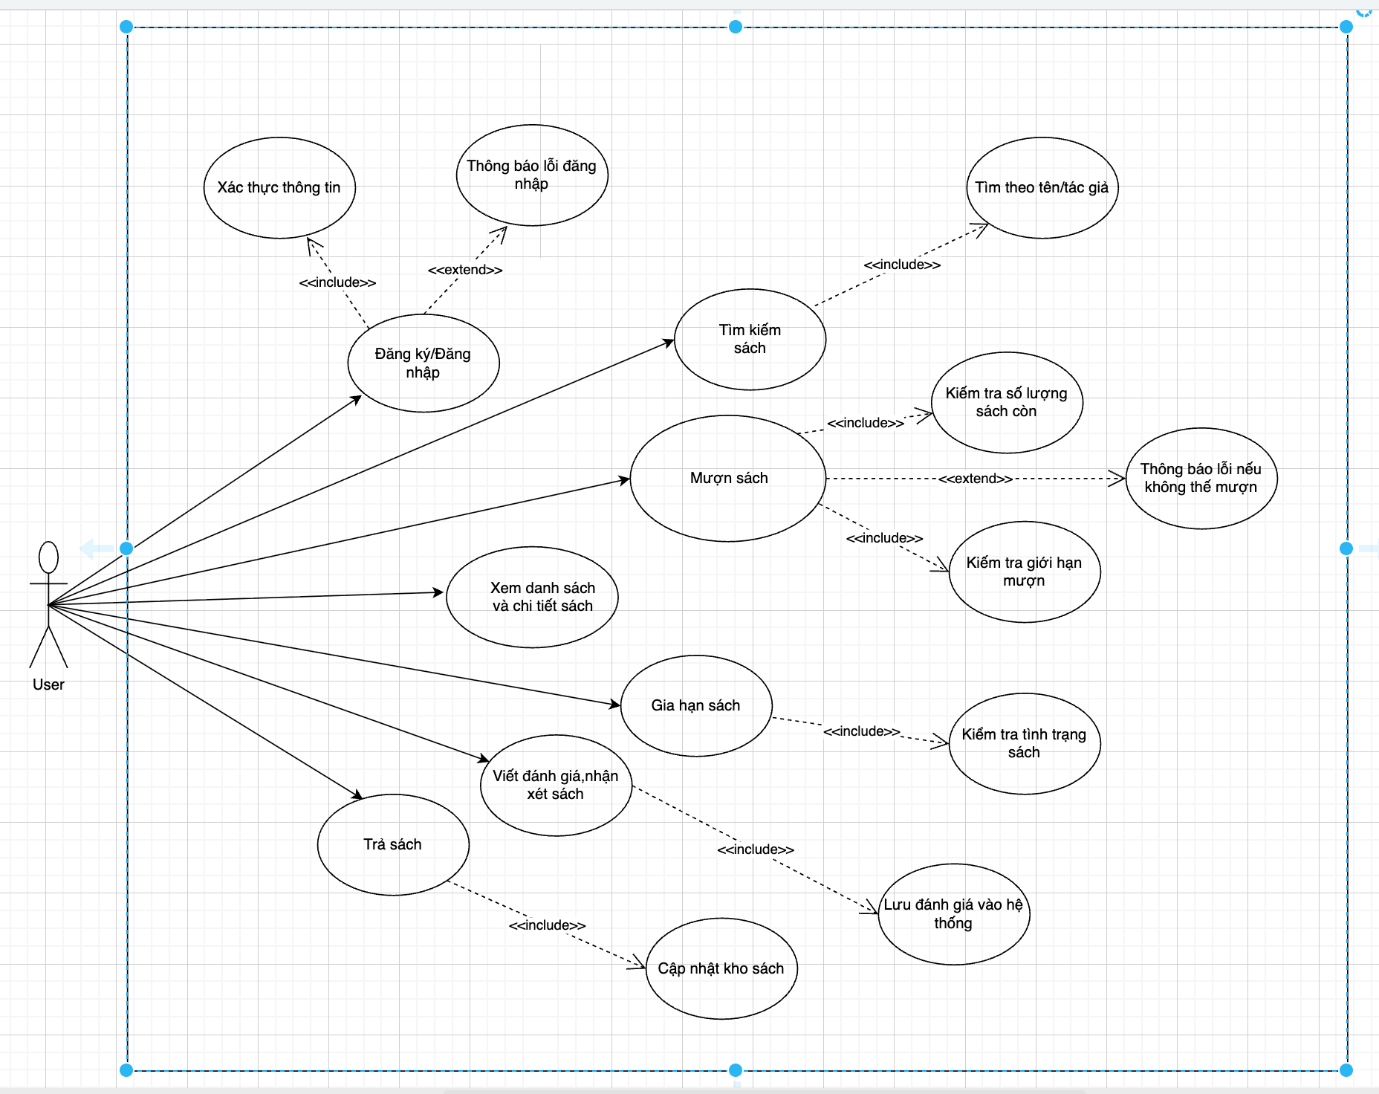 Xác thực thông tin
Thông báo lỗi đăng
nhập
Tìm theo tên/tác giả
<<include>>
<<extend>>
<<include>>
Đăng ký/Đăng
nhập
Tìm kiếm
sách
Kiểm tra số lượng
sách còn
<<include>>
Mượn sách
<<extend>>
Thông báo lỗi nếu
không thể mượn
<<include>>
Kiểm tra giới hạn
mượn
Xem danh sách
và chi tiết sách
User
Gia hạn sách
<<include>>
Kiểm tra tình trạng
sách
Viết đánh giá,nhận
xét sách
Trả sách
<<include>>
Lưu đánh giá vào hệ
thống
<<include>>
Cập nhật kho sách